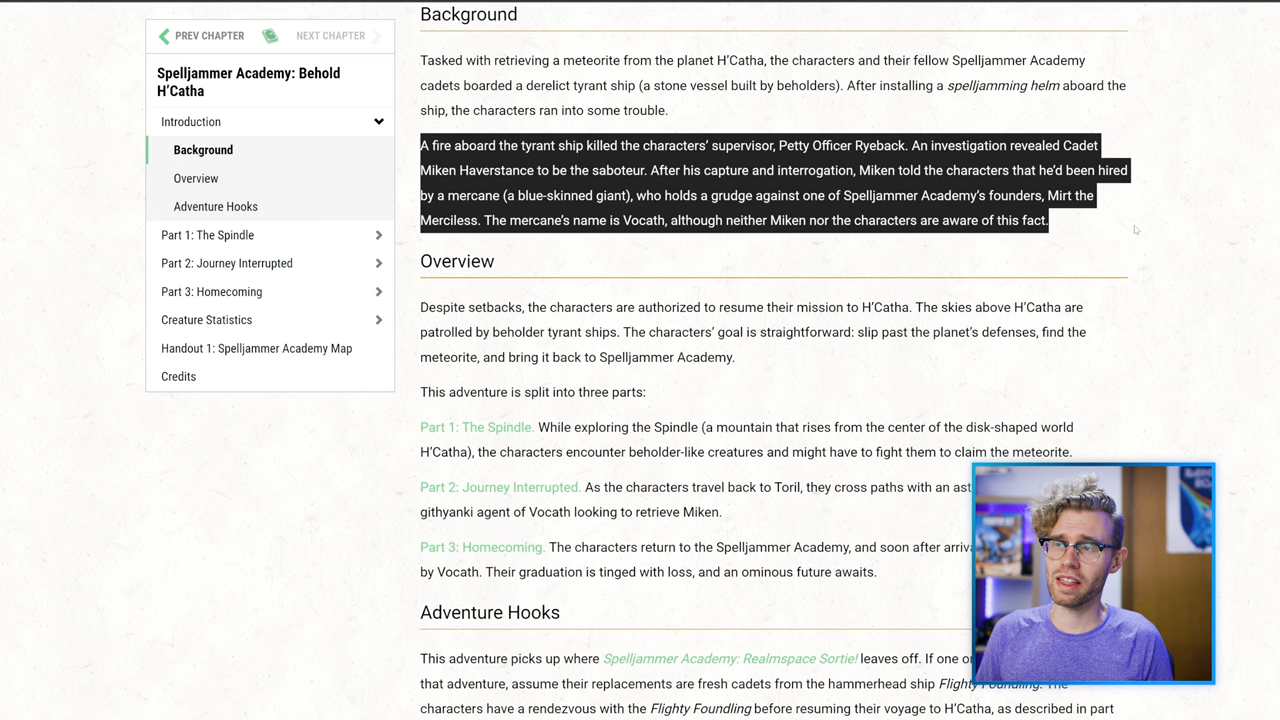 PREV CHAPTER
NEXT CHAPTER
Spelljammer Academy: Behold
H’Catha
Introduction
Background
Overview
Adventure Hooks
Part 1: The Spindle
Part 2: Journey Interrupted
Part 3: Homecoming
Creature Statistics
Handout 1: Spelljammer Academy Map
Credits
Background
Tasked with retrieving a meteorite from the planet H’Catha, the characters and their fellow Spelljammer Academy
cadets boarded a derelict tyrant ship (a stone vessel built by beholders). After installing a spelljamming helm aboard the
ship, the characters ran into some trouble.
A fire aboard the tyrant ship killed the characters’ supervisor, Petty Officer Ryeback. An investigation revealed Cadet
Miken Haverstance to be the saboteur. After his capture and interrogation, Miken told the characters that he’d been hired
by a mercane (a blue-skinned giant), who holds a grudge against one of Spelljammer Academy’s founders, Mirt the
Merciless. The mercane’s name is Vocath, although neither Miken nor the characters are aware of this fact.
Overview
Despite setbacks, the characters are authorized to resume their mission to H’Catha. The skies above H’Catha are
patrolled by beholder tyrant ships. The characters’ goal is straightforward: slip past the planet’s defenses, find the
meteorite, and bring it back to Spelljammer Academy.
This adventure is split into three parts:
Part 1: The Spindle. While exploring the Spindle (a mountain that rises from the center of the disk-shaped world
H’Catha), the characters encounter beholder-like creatures and might have to fight them to claim the meteorite.
Part 2: Journey Interrupted. As the characters travel back to Toril, they cross paths with an ast
githyanki agent of Vocath looking to retrieve Miken.
Part 3: Homecoming. The characters return to the Spelljammer Academy, and soon after arriva
by Vocath. Their graduation is tinged with loss, and an ominous future awaits.
Adventure Hooks
This adventure picks up where Spelljammer Academy: Realmspace Sortie! leaves off. If one or
that adventure, assume their replacements are fresh cadets from the hammerhead ship Flighty Foundling. The
characters have a rendezvous with the Flighty Foundling before resuming their voyage to H’Catha, as described in part